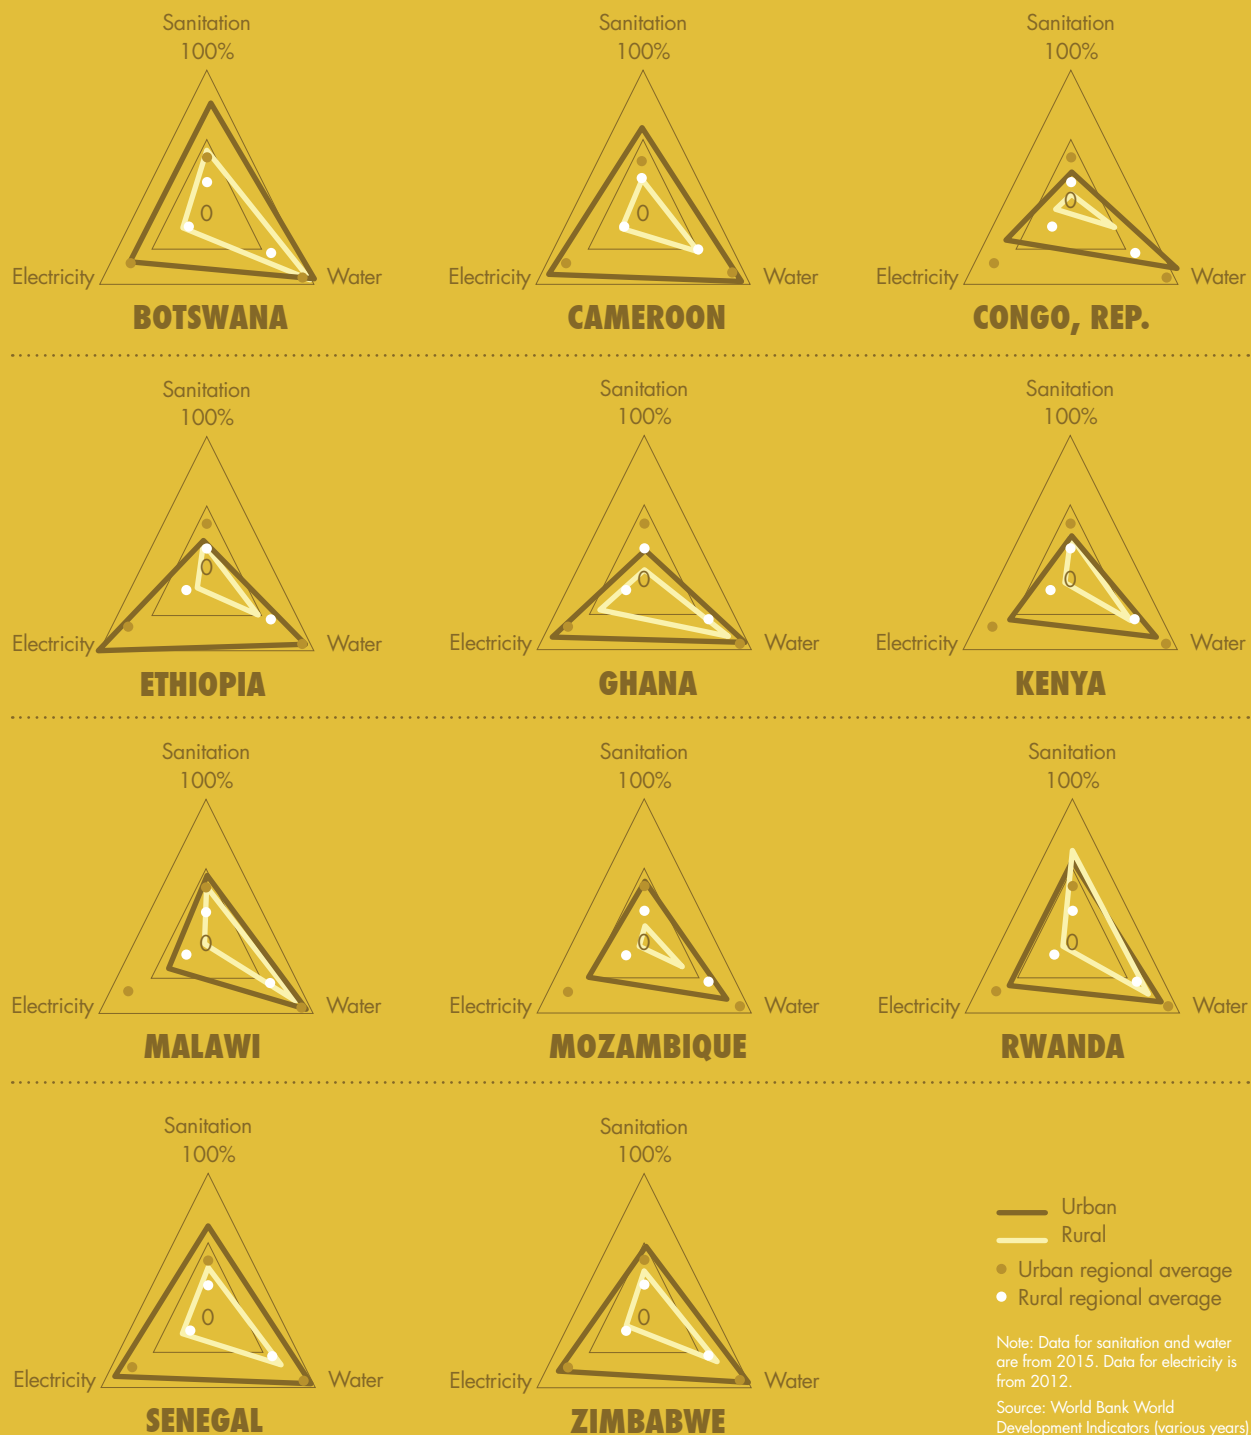 Sanitation
100%
0
Electricity
Water
BOTSWANA
Sanitation
100%
0
Electricity
Water
CAMEROON
Sanitation
100%
0
Electricity
Water
CONGO, REP.
Sanitation
100%
0
Electricity
Water
ETHIOPIA
Sanitation
100%
0
Electricity
Water
GHANA
Sanitation
100%
0
Electricity
Water
KENYA
Sanitation
100%
0
Electricity
Water
MALAWI
Sanitation
100%
0
Electricity
Water
MOZAMBIQUE
Sanitation
100%
0
Electricity
Water
RWANDA
Sanitation
100%
0
Electricity
Water
SENEGAL
Sanitation
100%
0
Electricity
Water
ZIMBABWE
Urban
Rural
Urban regional average
Rural regional average
Note: Data for sanitation and water
are from 2015. Data for electricity is
from 2012.
Source: World Bank World
Development Indicators (various years)